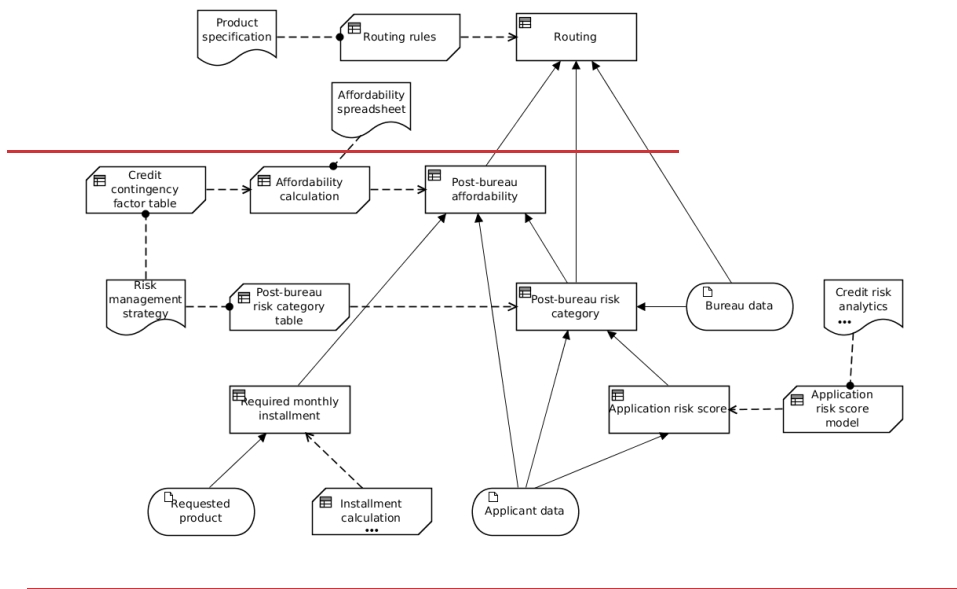 Product
specification
Routing rules
Routing
Affordability
spreadsheet
Credit
contingency
factor table
Affordability
calculation
Post-bureau
affordability
Risk
management
strategy
Post-bureau
risk category
table
Post-bureau risk
category
Bureau data
Credit risk
analytics
•••
Required monthly
installment
Application risk score
Application
risk score
model
Requested
product
Installment
calculation
•••
Applicant data